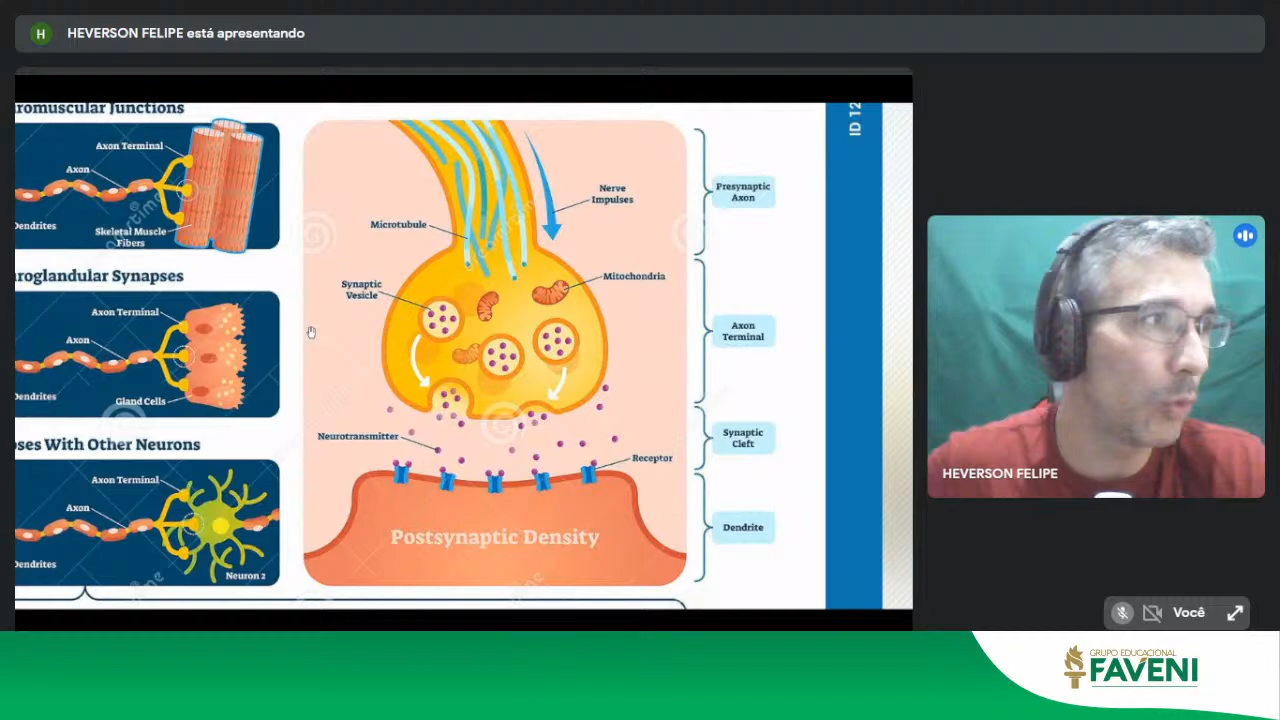 H
HEVERSON FELIPE está apresentando
romuscular Junctions
Axon Terminal
Axon
Dendrites
Skeletal Muscle
Fibers
roglandular Synapses
Axon Terminal
Axon
Dendrites
Gland Cells
ses With Other Neurons
Axon Terminal
Axon
Dendrites
Neuron 2
Nerve
Impulses
Microtubule
Synaptic
Vesicle
Mitochondria
Neurotransmitter
Receptor
Postsynaptic Density
Presynaptic
Axon
Axon
Terminal
Synaptic
Cleft
Dendrite
ID 12
HEVERSON FELIPE
Você
GRUPO EDUCACIONAL
FAVENI